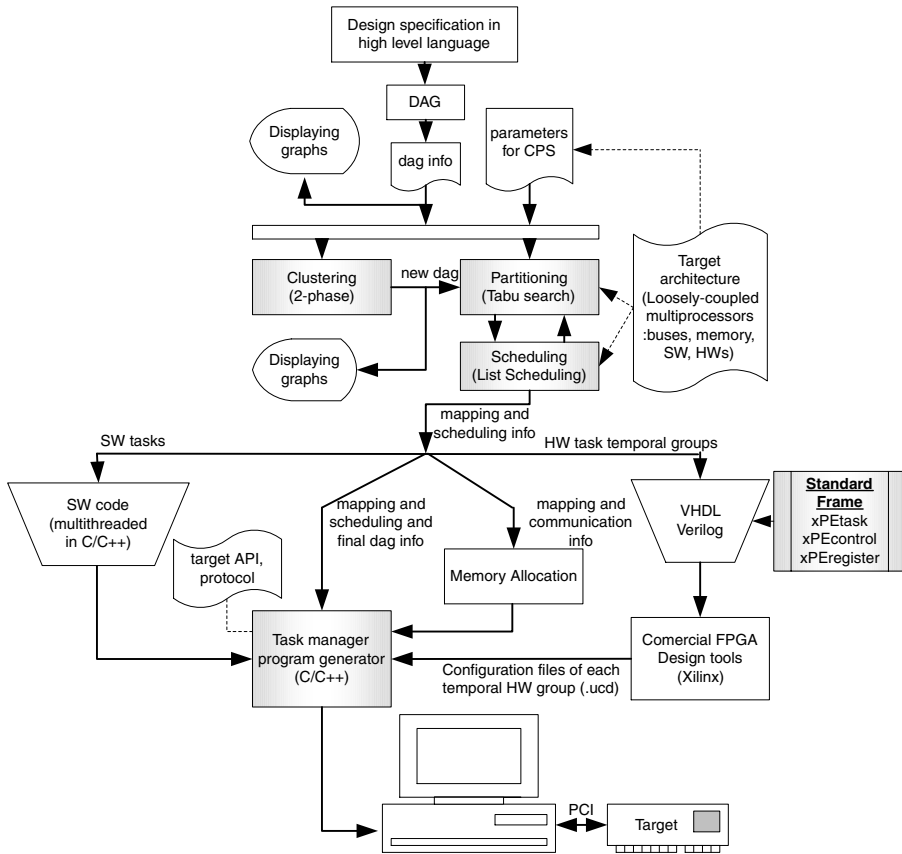 Design specification in
high level language
DAG
Displaying
graphs
dag info
parameters
for CPS
Target
architecture
(Loosely-coupled
multiprocessors
:buses, memory,
SW, HWs)
Clustering
(2-phase)
new dag
Partitioning
(Tabu search)
Displaying
graphs
Scheduling
(List Scheduling)
mapping and
scheduling info
SW tasks
HW task temporal groups
SW code
(multithreaded
in C/C++)
mapping and
scheduling and
final dag info
mapping and
communication
info
VHDL
Verilog
Standard
Frame
xPEtask
xPEcontrol
xPEregister
target API,
protocol
Memory Allocation
Task manager
program generator
(C/C++)
Configuration files of each
temporal HW group (.ucd)
Comercial FPGA
Design tools
(Xilinx)
PCI
Target